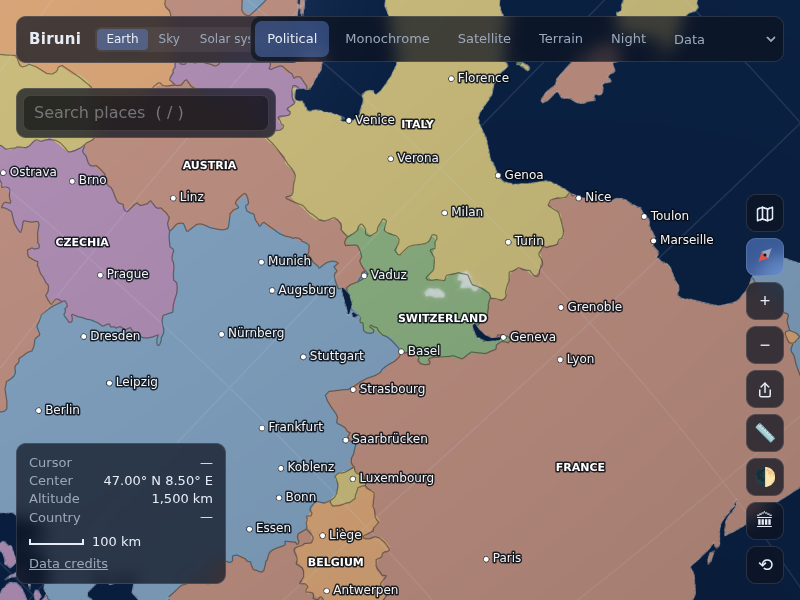 Biruni
Earth
Sky
Solar sys
Political
Monochrome
Satellite
Terrain
Night
Data
Search places ( / )
Florence
Venice
ITALY
Verona
AUSTRIA
Ostrava
Brno
Genoa
Linz
Nice
Milan
Toulon
CZECHIA
Turin
Marseille
Munich
Prague
Vaduz
Augsburg
+
Grenoble
SWITZERLAND
Nürnberg
Dresden
Geneva
−
Basel
Stuttgart
Lyon
Leipzig
Strasbourg
Berlin
Frankfurt
Saarbrücken
Koblenz
FRANCE
Luxembourg
Bonn
Essen
Liège
Paris
BELGIUM
Antwerpen
Cursor —
Center 47.00° N 8.50° E
Altitude 1,500 km
Country —
100 km
Data credits